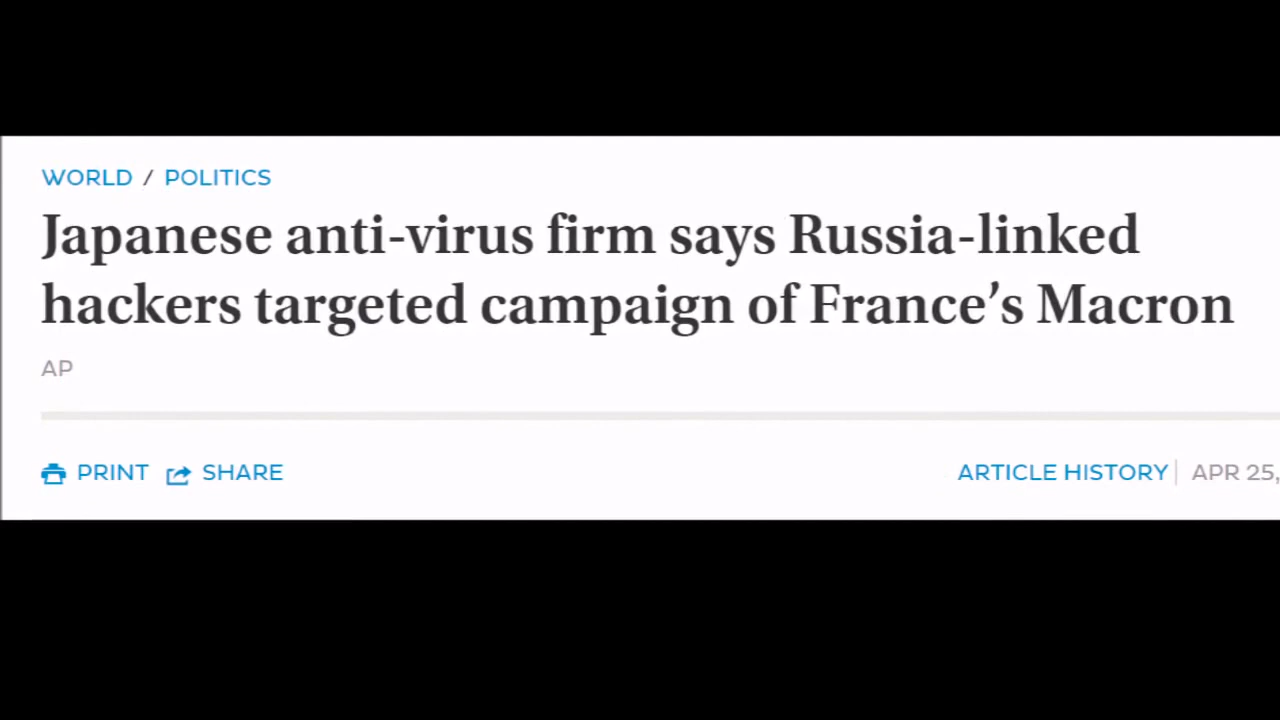 WORLD / POLITICS
Japanese anti-virus firm says Russia-linked
hackers targeted campaign of France’s Macron
AP
PRINT SHARE ARTICLE HISTORY APR 25,